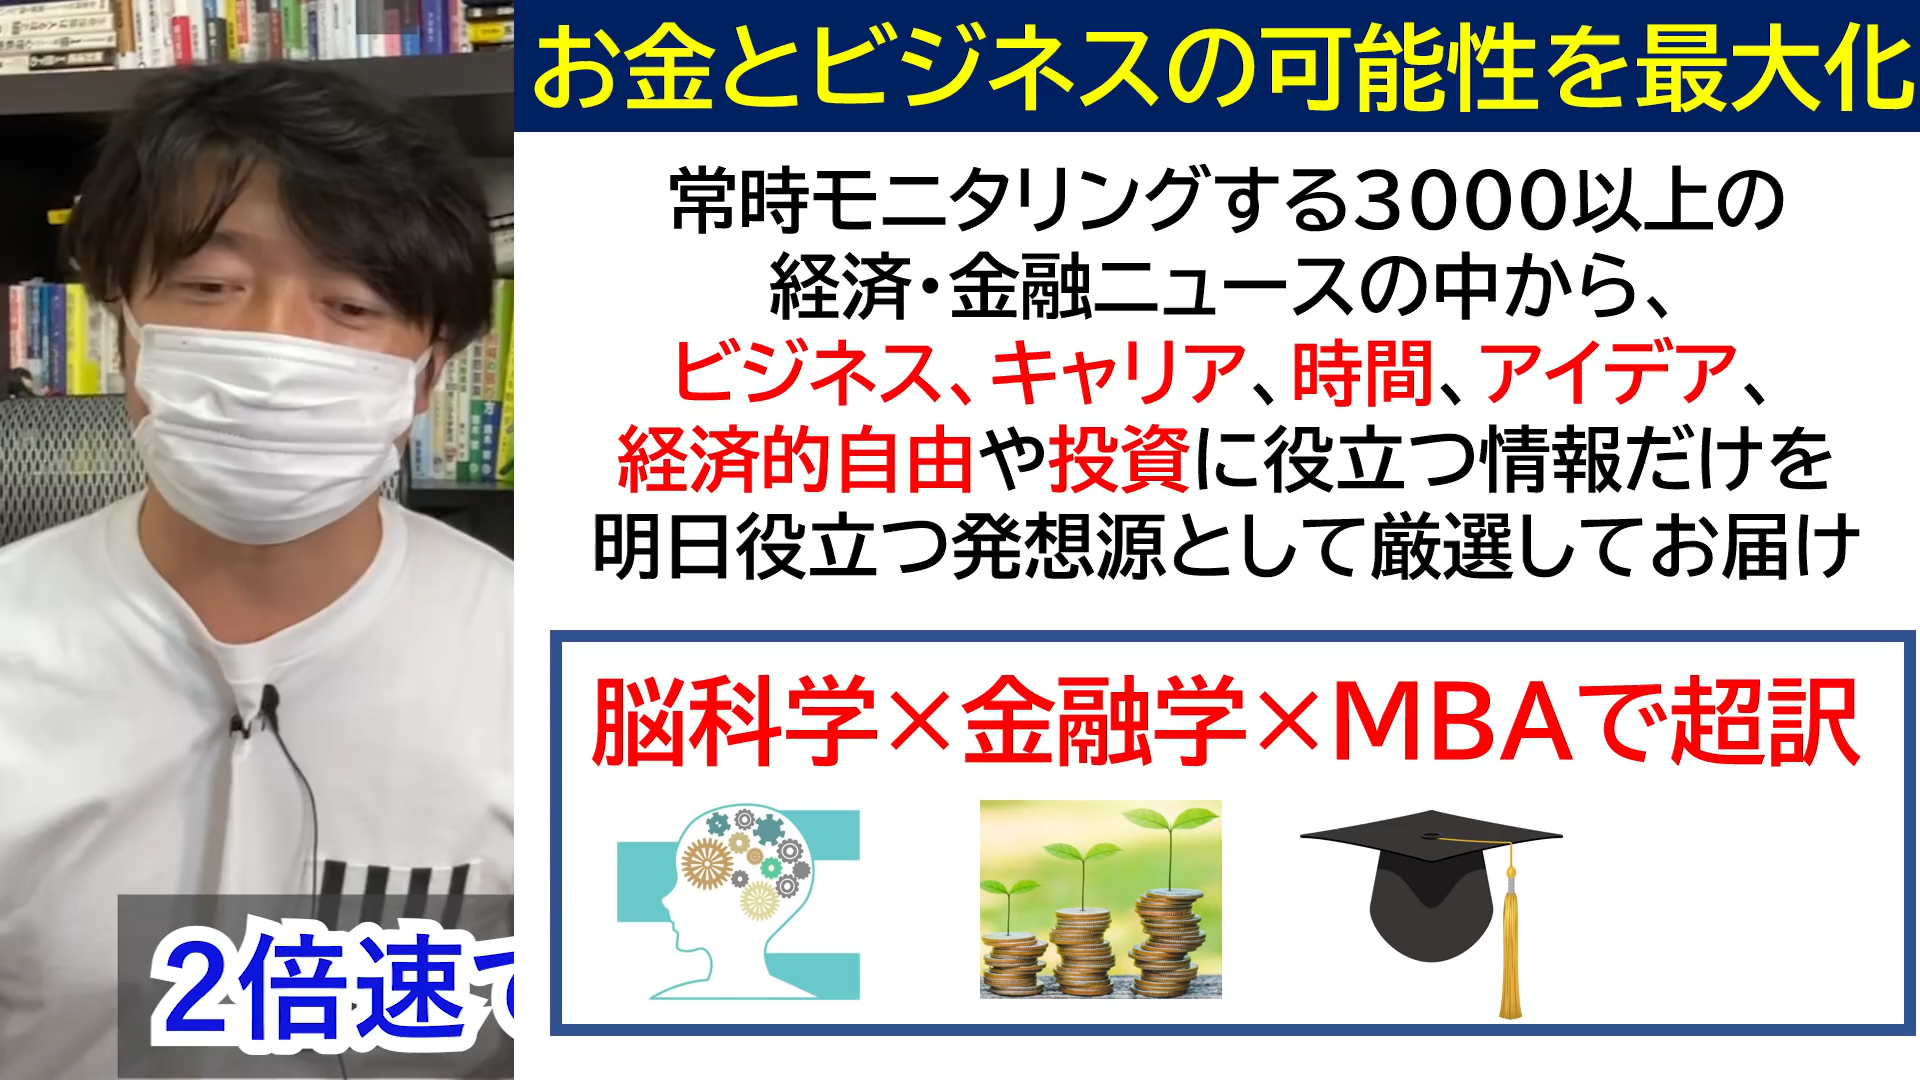 お金とビジネスの可能性を最大化
常時モニタリングする3000以上の
経済・金融ニュースの中から、
ビジネス、キャリア、時間、アイデア、
経済的自由や投資に役立つ情報だけを
明日役立つ発想源として厳選してお届け
脳科学×金融学×MBAで超訳
2倍速で